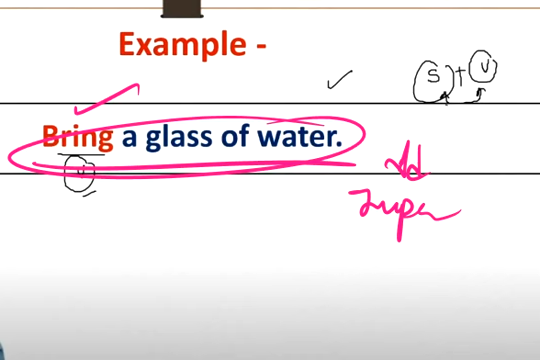 Example -
S + V
Bring a glass of water.
V